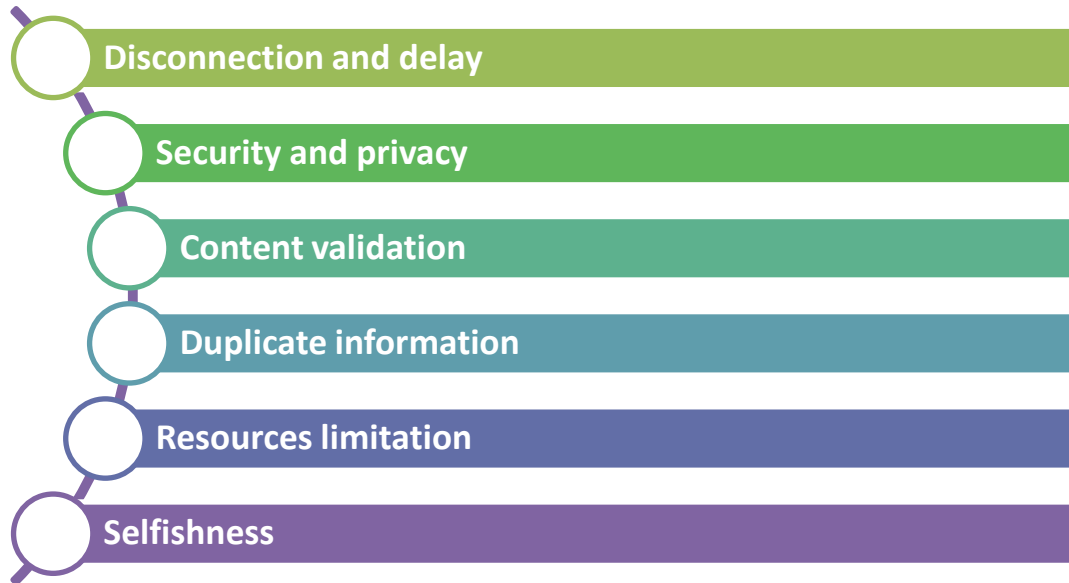 Disconnection and delay
Security and privacy
Content validation
Duplicate information
Resources limitation
Selfishness